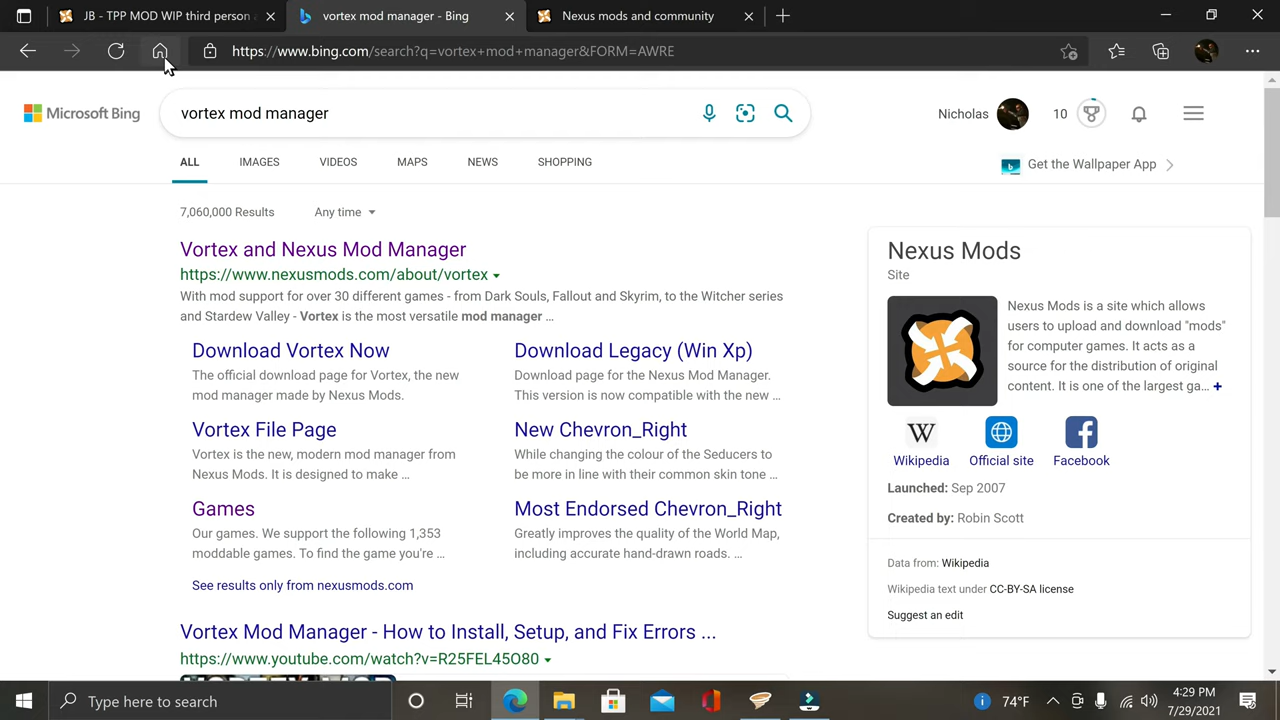 JB - TPP MOD WIP third person
vortex mod manager - Bing
Nexus mods and community
https://www.bing.com/search?q=vortex+mod+manager&FORM=AWRE
Microsoft Bing
vortex mod manager
Nicholas
10
ALL
IMAGES
VIDEOS
MAPS
NEWS
SHOPPING
Get the Wallpaper App
7,060,000 Results
Any time
Vortex and Nexus Mod Manager
https://www.nexusmods.com/about/vortex
With mod support for over 30 different games - from Dark Souls, Fallout and Skyrim, to the Witcher series
and Stardew Valley - Vortex is the most versatile mod manager ...
Download Vortex Now
The official download page for Vortex, the new
mod manager made by Nexus Mods.
Download Legacy (Win Xp)
Download page for the Nexus Mod Manager.
This version is now compatible with the new ...
Vortex File Page
Vortex is the new, modern mod manager from
Nexus Mods. It is designed to make ...
New Chevron_Right
While changing the colour of the Seducers to
be more in line with their common skin tone ...
Games
Our games. We support the following 1,353
moddable games. To find the game you're ...
Most Endorsed Chevron_Right
Greatly improves the quality of the World Map,
including accurate hand-drawn roads. ...
See results only from nexusmods.com
Vortex Mod Manager - How to Install, Setup, and Fix Errors ...
https://www.youtube.com/watch?v=R25FEL45O80
Nexus Mods
Site
Nexus Mods is a site which allows
users to upload and download "mods"
for computer games. It acts as a
source for the distribution of original
content. It is one of the largest ga... +
W
Wikipedia
Official site
Facebook
Launched: Sep 2007
Created by: Robin Scott
Data from: Wikipedia
Wikipedia text under CC-BY-SA license
Suggest an edit
Type here to search
74°F
4:29 PM
7/29/2021